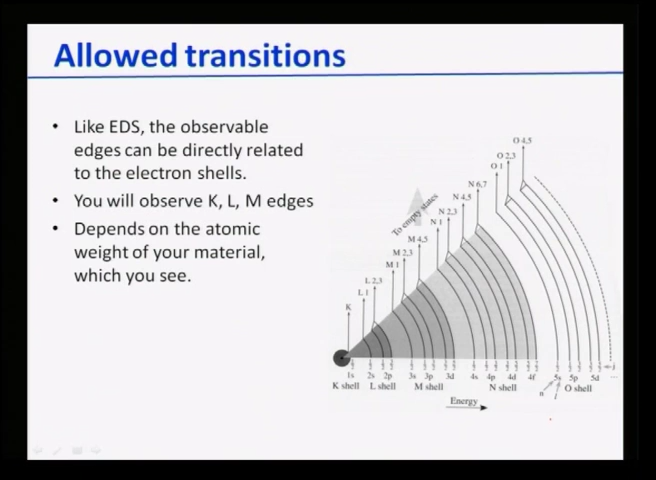 Allowed transitions
• Like EDS, the observable
edges can be directly related
to the electron shells.
• You will observe K, L, M edges
• Depends on the atomic
weight of your material,
which you see.
O 4,5
O 2,3
O 1
N 6,7
N 4,5
N 2,3
N 1
To empty states
M 4,5
M 2,3
M 1
L 2,3
L 1
K
1s 2s 2p 3s 3p 3d 4s 4p 4d 4f 5s 5p 5d ...
K shell L shell M shell N shell O shell
n
Energy